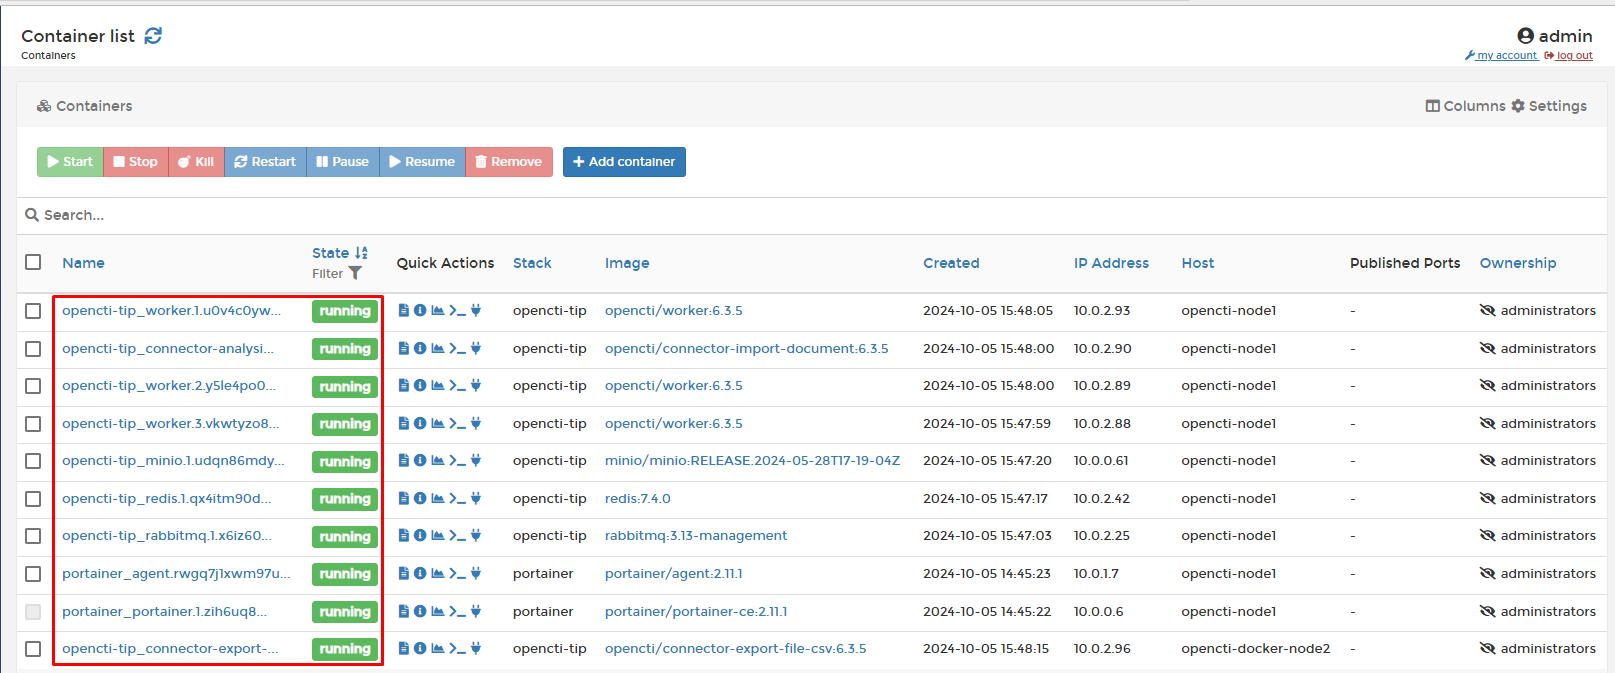 Container list
Containers
admin
my account log out
Containers
Columns Settings
Start Stop Kill Restart Pause Resume Remove Add container
Search...
Name State Filter Quick Actions Stack Image Created IP Address Host Published Ports Ownership
opencti-tip_worker.1.u0v4c0yw... running opencti-tip opencti/worker:6.3.5 2024-10-05 15:48:05 10.0.2.93 opencti-node1 - administrators
opencti-tip_connector-analysi... running opencti-tip opencti/connector-import-document:6.3.5 2024-10-05 15:48:00 10.0.2.90 opencti-node1 - administrators
opencti-tip_worker.2.y5le4po0... running opencti-tip opencti/worker:6.3.5 2024-10-05 15:48:00 10.0.2.89 opencti-node1 - administrators
opencti-tip_worker.3.vkwtyzo8... running opencti-tip opencti/worker:6.3.5 2024-10-05 15:47:59 10.0.2.88 opencti-node1 - administrators
opencti-tip_minio.1.udqn86mdy... running opencti-tip minio/minio:RELEASE.2024-05-28T17-19-04Z 2024-10-05 15:47:20 10.0.0.61 opencti-node1 - administrators
opencti-tip_redis.1.qx4itm90d... running opencti-tip redis:7.4.0 2024-10-05 15:47:17 10.0.2.42 opencti-node1 - administrators
opencti-tip_rabbitmq.1.x6iz60... running opencti-tip rabbitmq:3.13-management 2024-10-05 15:47:03 10.0.2.25 opencti-node1 - administrators
portainer_agent.rwgq7j1xwm97u... running portainer portainer/agent:2.11.1 2024-10-05 14:45:23 10.0.1.7 opencti-node1 - administrators
portainer_portainer.1.zih6uq8... running portainer portainer/portainer-ce:2.11.1 2024-10-05 14:45:22 10.0.0.6 opencti-node1 - administrators
opencti-tip_connector-export-... running opencti-tip opencti/connector-export-file-csv:6.3.5 2024-10-05 15:48:15 10.0.2.96 opencti-docker-node2 - administrators